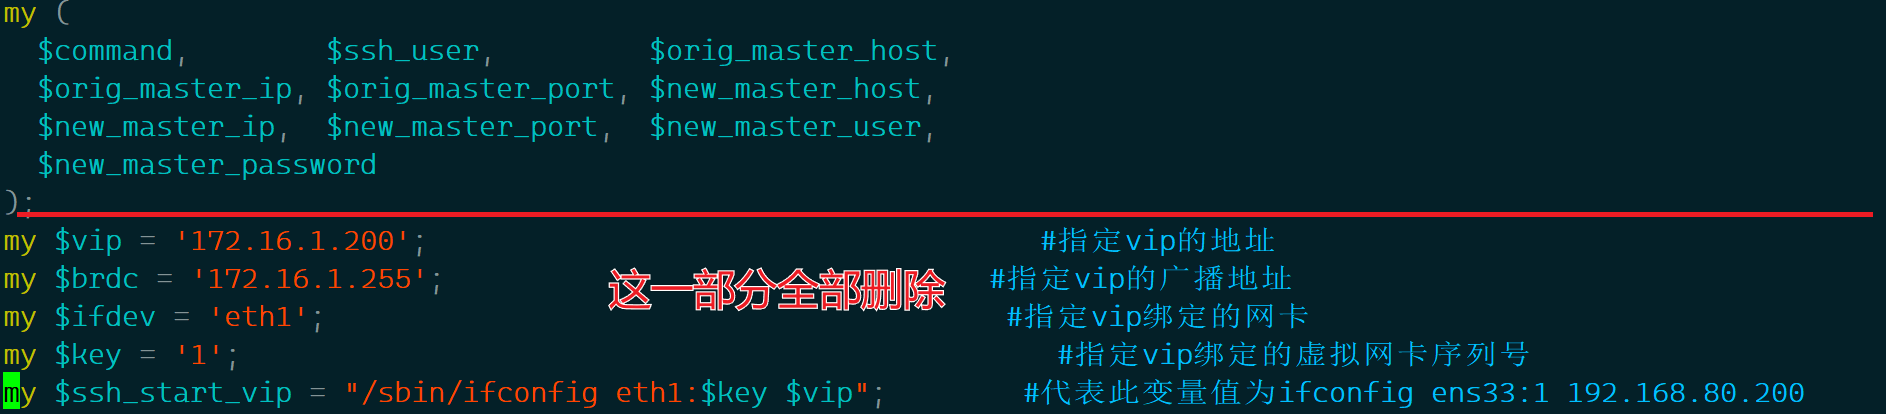 my (
  $command,        $ssh_user,         $orig_master_host,
  $orig_master_ip, $orig_master_port, $new_master_host,
  $new_master_ip,  $new_master_port,  $new_master_user,
  $new_master_password
);
my $vip = '172.16.1.200';                                    #指定vip的地址
my $brdc = '172.16.1.255';                                #指定vip的广播地址
这一部分全部删除
my $ifdev = 'eth1';                                        #指定vip绑定的网卡
my $key = '1';                                                #指定vip绑定的虚拟网卡序列号
my $ssh_start_vip = "/sbin/ifconfig eth1:$key $vip";        #代表此变量值为ifconfig ens33:1 192.168.80.200